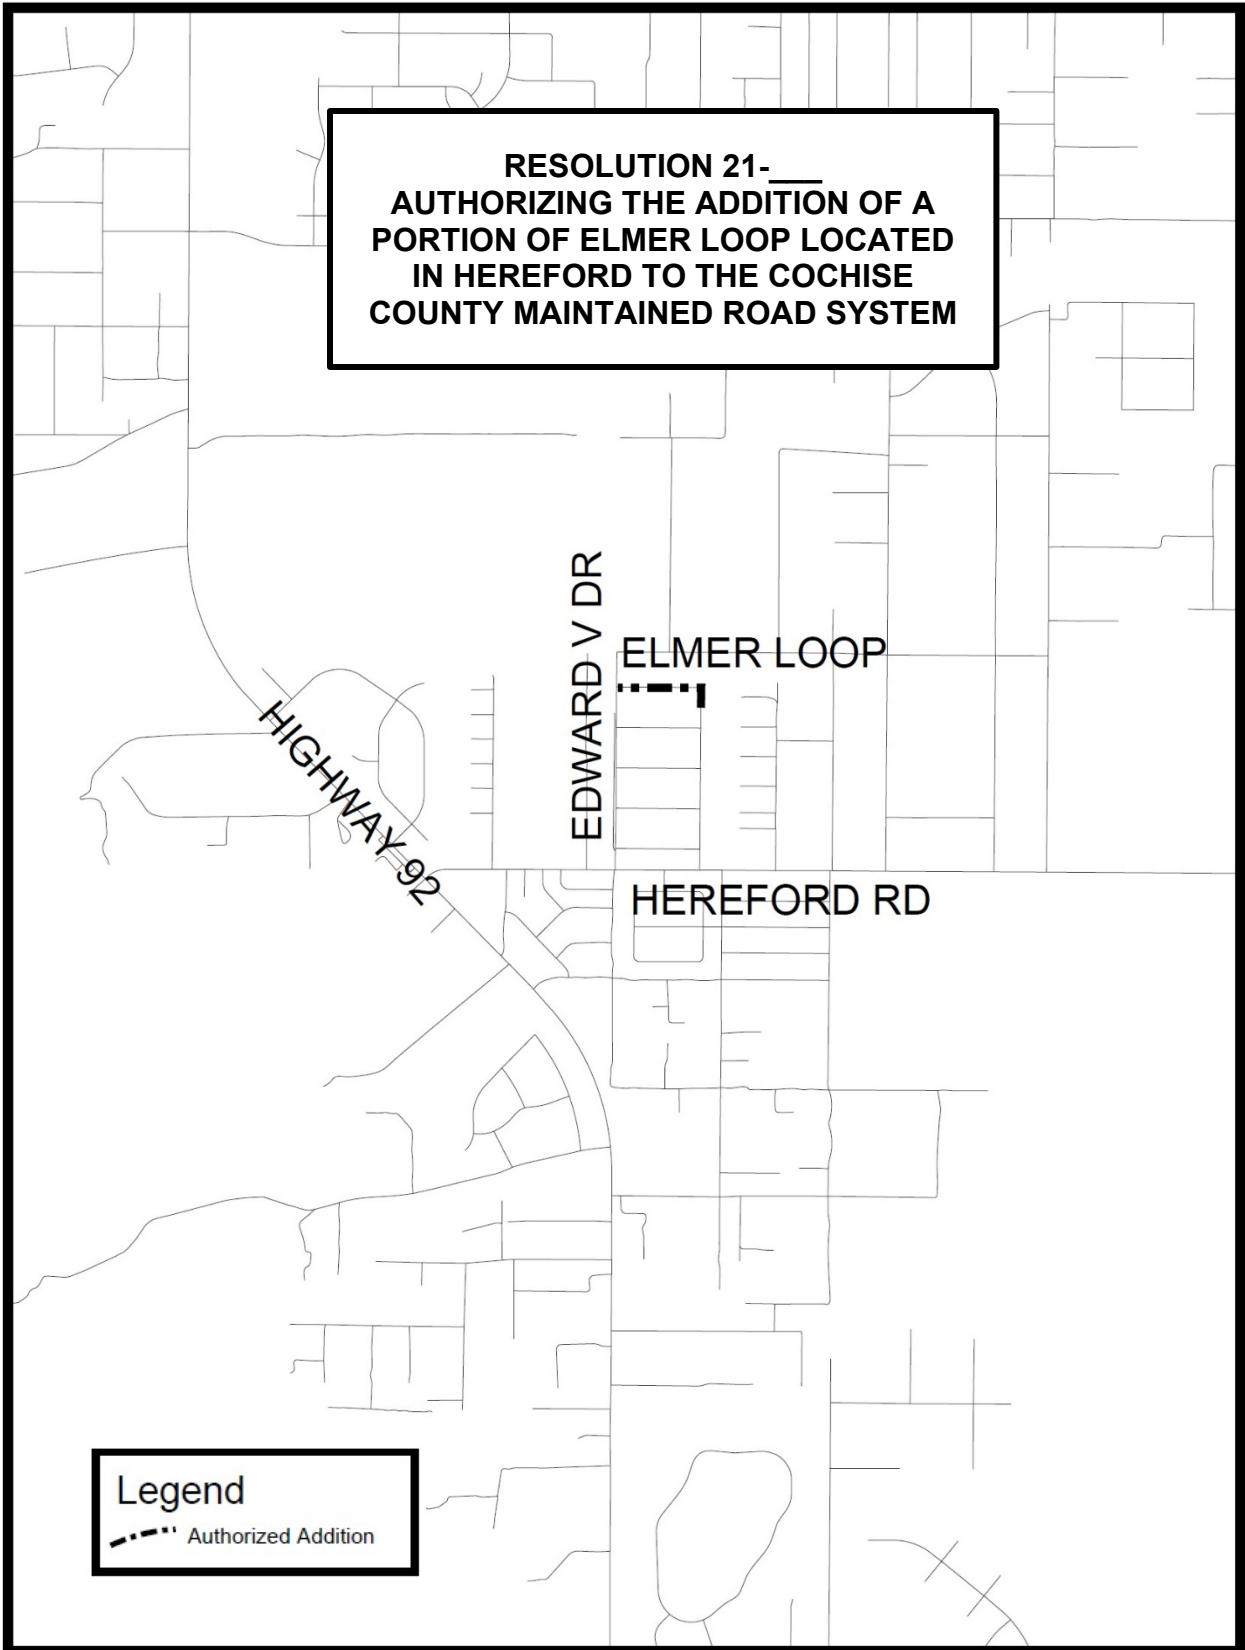 RESOLUTION 21-___
AUTHORIZING THE ADDITION OF A
PORTION OF ELMER LOOP LOCATED
IN HEREFORD TO THE COCHISE
COUNTY MAINTAINED ROAD SYSTEM
EDWARD V DR
ELMER LOOP
HIGHWAY 92
HEREFORD RD
Legend
Authorized Addition